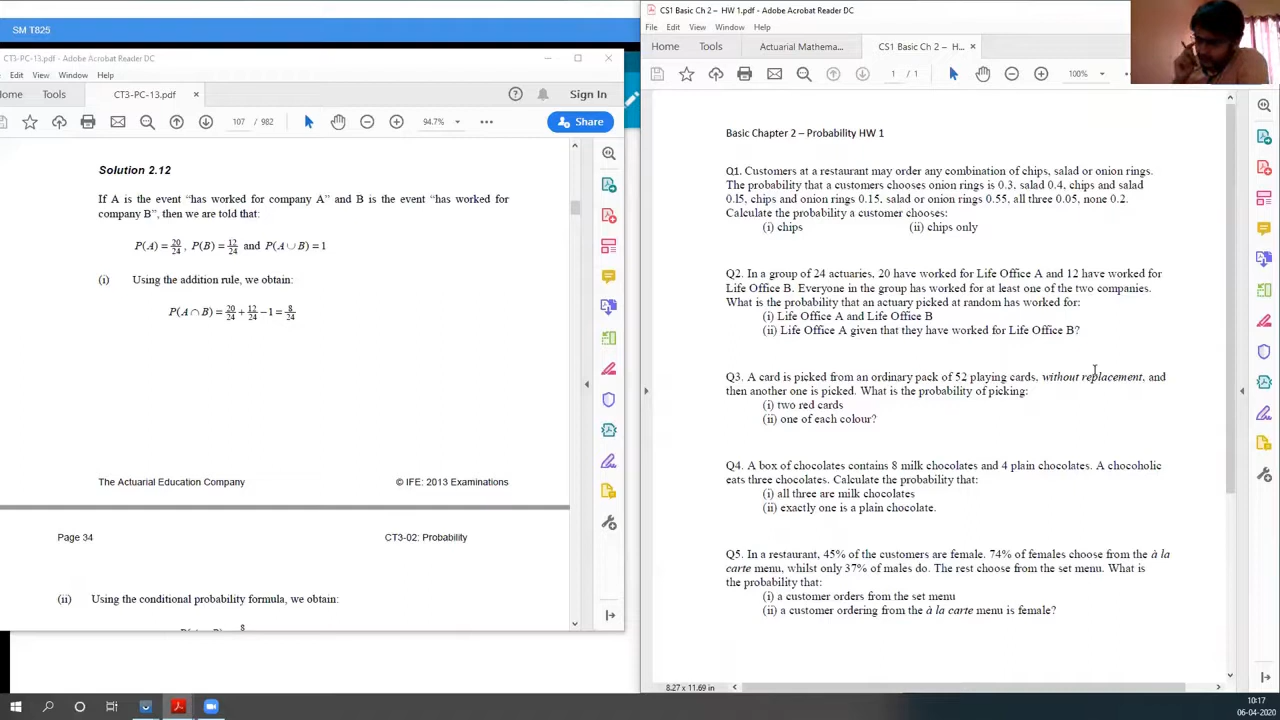 SM T825
CT3-PC-13.pdf - Adobe Acrobat Reader DC
Edit View Window Help
Tools CT3-PC-13.pdf × Sign In
107 / 982 94.7% Share
Solution 2.12
If A is the event “has worked for company A” and B is the event “has worked for
company B”, then we are told that:
P(A) = 20/24, P(B) = 12/24 and P(A ∪ B) = 1
(i) Using the addition rule, we obtain:
P(A ∩ B) = 20/24 + 12/24 − 1 = 8/24
The Actuarial Education Company © IFE: 2013 Examinations
Page 34 CT3-02: Probability
(ii) Using the conditional probability formula, we obtain:
CS1 Basic Ch 2 – HW 1.pdf - Adobe Acrobat Reader DC
File Edit View Window Help
Home Tools Actuarial Mathema... CS1 Basic Ch 2 – H... ×
1 / 1 100%
Basic Chapter 2 – Probability HW 1
Q1. Customers at a restaurant may order any combination of chips, salad or onion rings.
The probability that a customers chooses onion rings is 0.3, salad 0.4, chips and salad
0.15, chips and onion rings 0.15, salad or onion rings 0.55, all three 0.05, none 0.2.
Calculate the probability a customer chooses:
(i) chips (ii) chips only
Q2. In a group of 24 actuaries, 20 have worked for Life Office A and 12 have worked for
Life Office B. Everyone in the group has worked for at least one of the two companies.
What is the probability that an actuary picked at random has worked for:
(i) Life Office A and Life Office B
(ii) Life Office A given that they have worked for Life Office B?
Q3. A card is picked from an ordinary pack of 52 playing cards, without replacement, and
then another one is picked. What is the probability of picking:
(i) two red cards
(ii) one of each colour?
Q4. A box of chocolates contains 8 milk chocolates and 4 plain chocolates. A chocoholic
eats three chocolates. Calculate the probability that:
(i) all three are milk chocolates
(ii) exactly one is a plain chocolate.
Q5. In a restaurant, 45% of the customers are female. 74% of females choose from the à la
carte menu, whilst only 37% of males do. The rest choose from the set menu. What is
the probability that:
(i) a customer orders from the set menu
(ii) a customer ordering from the à la carte menu is female?
8.27 x 11.69 in
10:17
06-04-2020